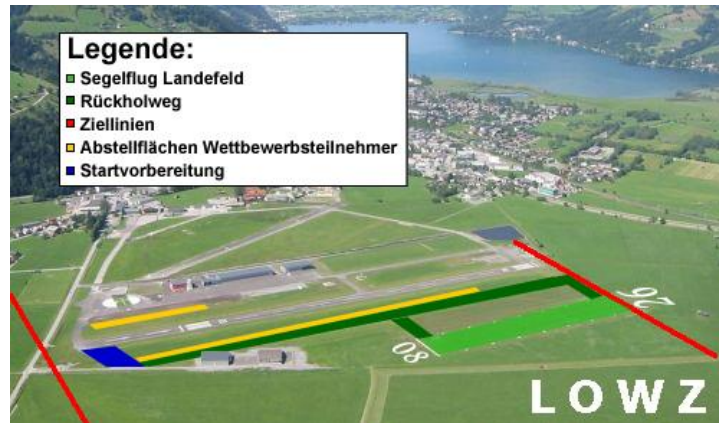 Legende:
Segelflug Landefeld
Rückholweg
Ziellinien
Abstellflächen Wettbewerbsteilnehmer
Startvorbereitung
26
08
LOWZ